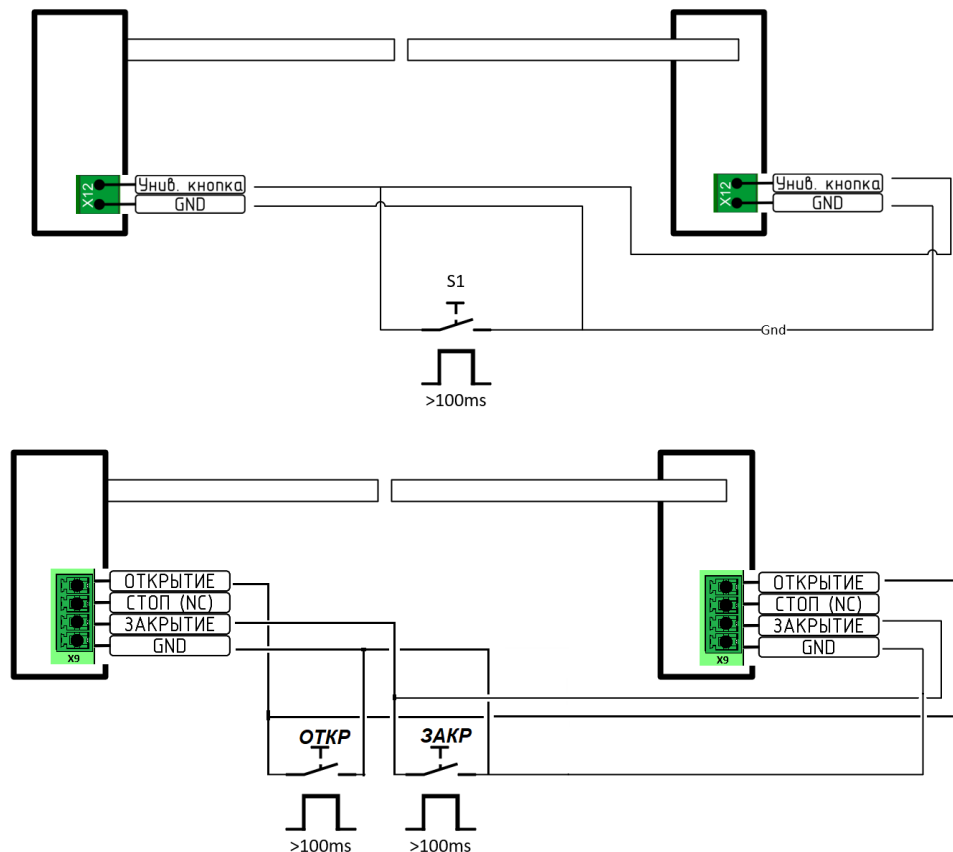 X12
Унив. кнопка
GND
X12
Унив. кнопка
GND
S1
Gnd
>100ms
ОТКРЫТИЕ
СТОП (NC)
ЗАКРЫТИЕ
GND
X9
ОТКРЫТИЕ
СТОП (NC)
ЗАКРЫТИЕ
GND
X9
ОТКР
ЗАКР
>100ms
>100ms